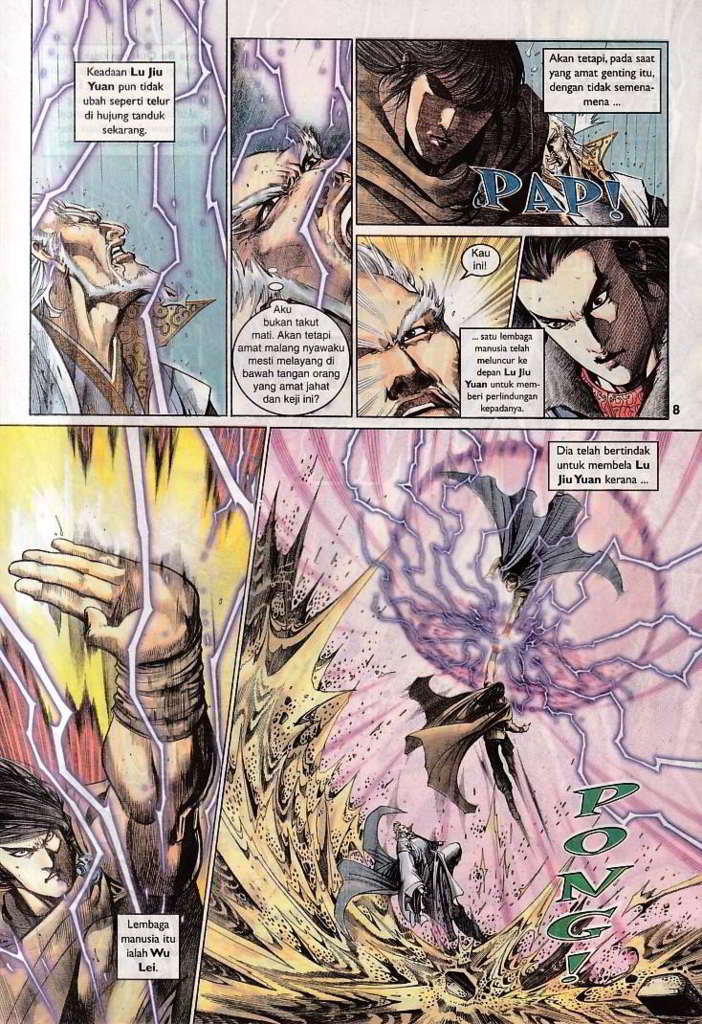 Keadaan Lu Jiu
Yuan pun tidak
ubah seperti telur
di hujung tanduk
sekarang.
Aku
bukan takut
mati. Akan tetapi
amat malang nyawaku
mesti melayang di
bawah tangan orang
yang amat jahat
dan keji ini?
Akan tetapi, pada saat
yang amat genting itu,
dengan tidak semena-
mena ...
PAP!
Kau
ini!
... satu lembaga
manusia telah
meluncur ke
depan Lu Jiu
Yuan untuk mem-
beri perlindungan
kepadanya.
8
Lembaga
manusia itu
ialah Wu
Lei.
Dia telah bertindak
untuk membela Lu
Jiu Yuan kerana ...
PONG!